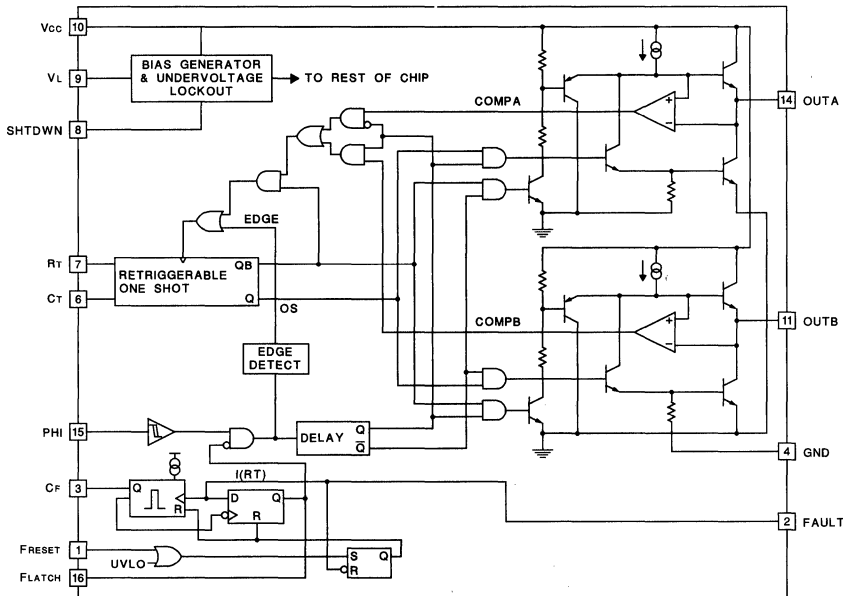 VCC 10
BIAS GENERATOR
& UNDERVOLTAGE
LOCKOUT
VL 9
TO REST OF CHIP
SHTDWN 8
COMPA
+
−
14 OUTA
EDGE
RT 7
RETRIGGERABLE
ONE SHOT
QB
Q
CT 6
OS
COMPB
+
−
11 OUTB
EDGE
DETECT
PHI 15
DELAY
Q
Q̅
4 GND
I(RT)
CF 3
Q
R
D
Q
R
2 FAULT
FRESET 1
UVLO
S
Q
R
FLATCH 16